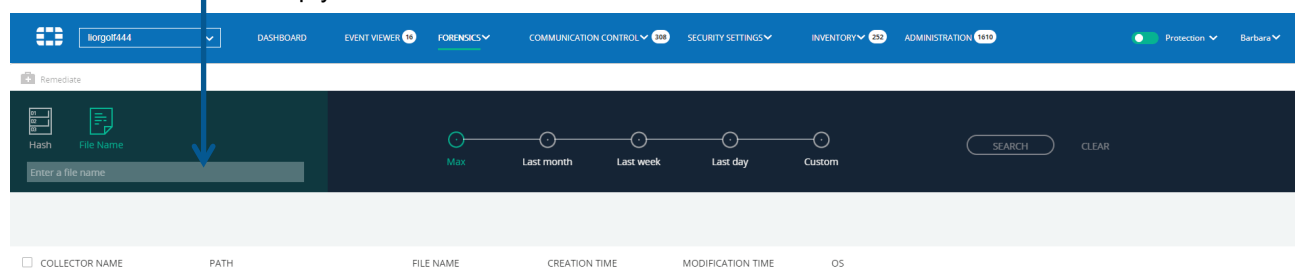 liorgolf444 DASHBOARD EVENT VIEWER 16 FORENSICS COMMUNICATION CONTROL 308 SECURITY SETTINGS INVENTORY 252 ADMINISTRATION 1610 Protection Barbara
Remediate
Hash File Name
Max Last month Last week Last day Custom
SEARCH CLEAR
Enter a file name
COLLECTOR NAME PATH FILE NAME CREATION TIME MODIFICATION TIME OS